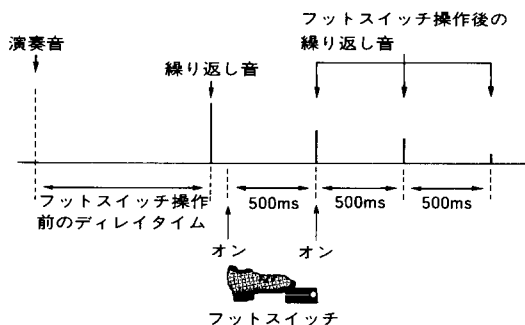 演奏音
繰り返し音
フットスイッチ操作後の
繰り返し音
フットスイッチ操作
前のディレイタイム
500ms
500ms
500ms
オン
オン
フットスイッチ